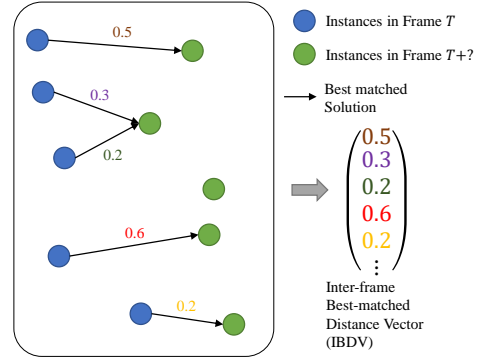 0.5
0.3
0.2
0.6
0.2
Instances in Frame T
Instances in Frame T+?
Best matched
Solution
0.5
0.3
0.2
0.6
0.2
⋮
Inter-frame
Best-matched
Distance Vector
(IBDV)